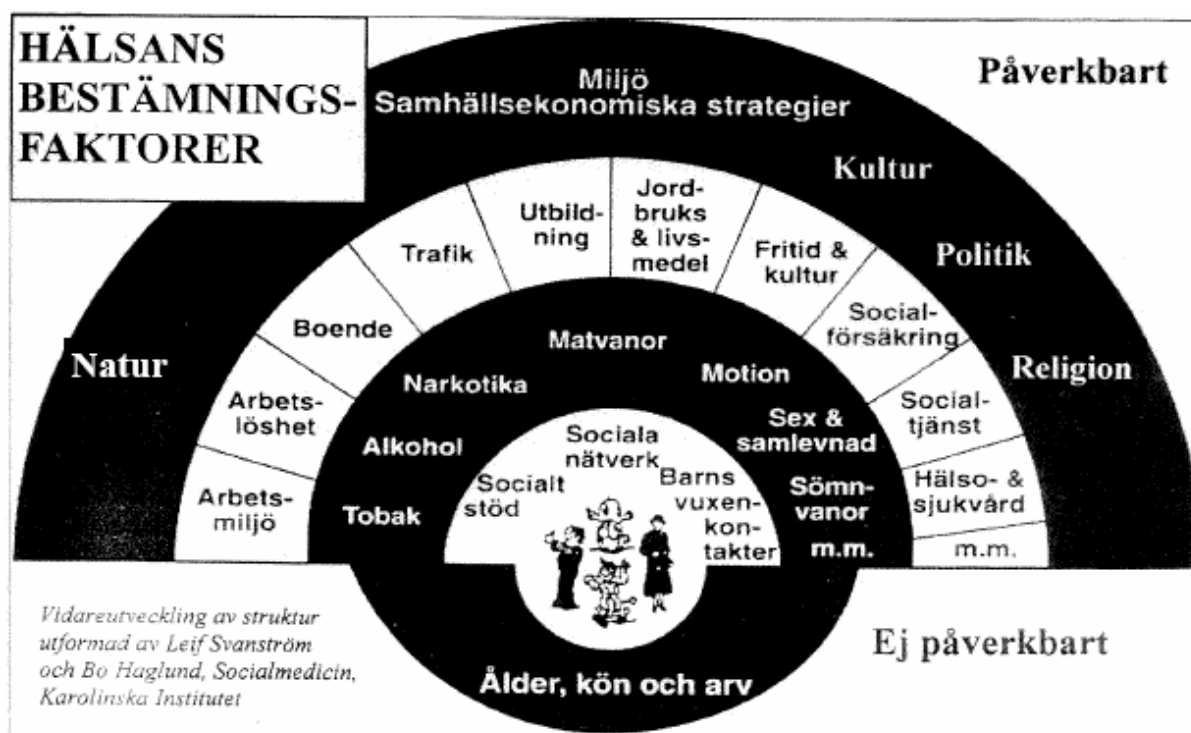 HÄLSANS
BESTÄMNINGS-
FAKTORER
Påverkbart
Miljö
Samhällsekonomiska strategier
Kultur
Politik
Religion
Natur
Arbets-
miljö
Arbets-
löshet
Boende
Trafik
Utbild-
ning
Jord-
bruks
& livs-
medel
Fritid &
kultur
Social-
försäkring
Social-
tjänst
Hälso- &
sjukvård
m.m.
Tobak
Alkohol
Narkotika
Matvanor
Motion
Sex &
samlevnad
Sömn-
vanor
m.m.
Socialt
stöd
Sociala
nätverk
Barns
vuxen-
kon-
takter
Ålder, kön och arv
Ej påverkbart
Vidareutveckling av struktur
utformad av Leif Svanström
och Bo Haglund, Socialmedicin,
Karolinska Institutet